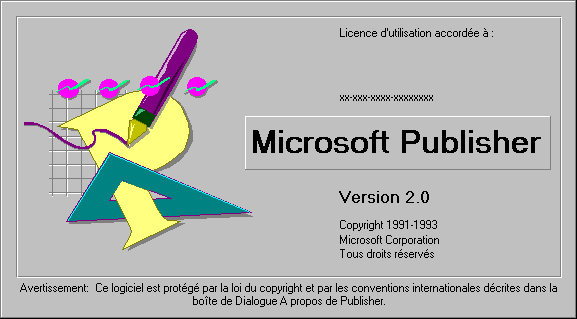 Licence d'utilisation accordée à :
xx-xxx-xxxx-xxxxxxxx
Microsoft Publisher
Version 2.0
Copyright 1991-1993
Microsoft Corporation
Tous droits réservés
Avertissement:  Ce logiciel est protégé par la loi du copyright et par les conventions internationales décrites dans la
boîte de Dialogue A propos de Publisher.